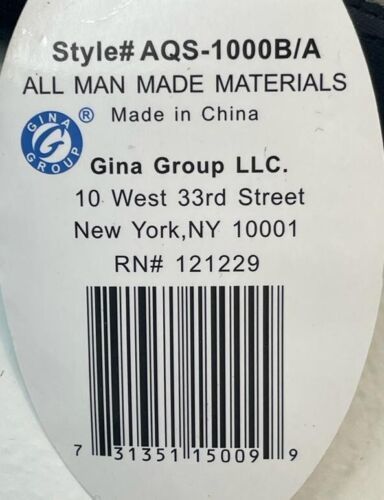 Style# AQS-1000B/A
ALL MAN MADE MATERIALS
GINA GROUP ® Made in China
Gina Group LLC.
10 West 33rd Street
New York,NY 10001
RN# 121229
7 31351 15009 9